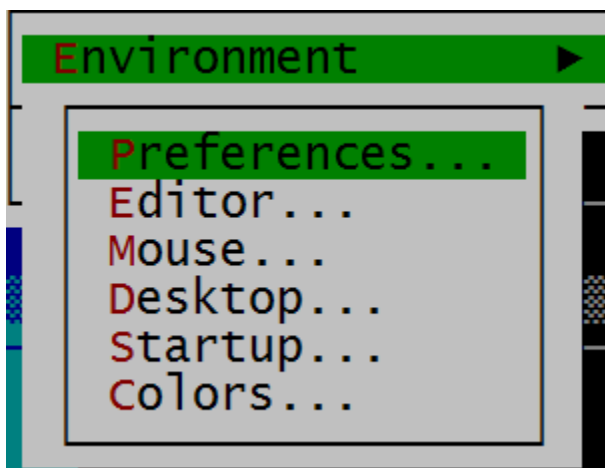 Environment ►
Preferences...
Editor...
Mouse...
Desktop...
Startup...
Colors...